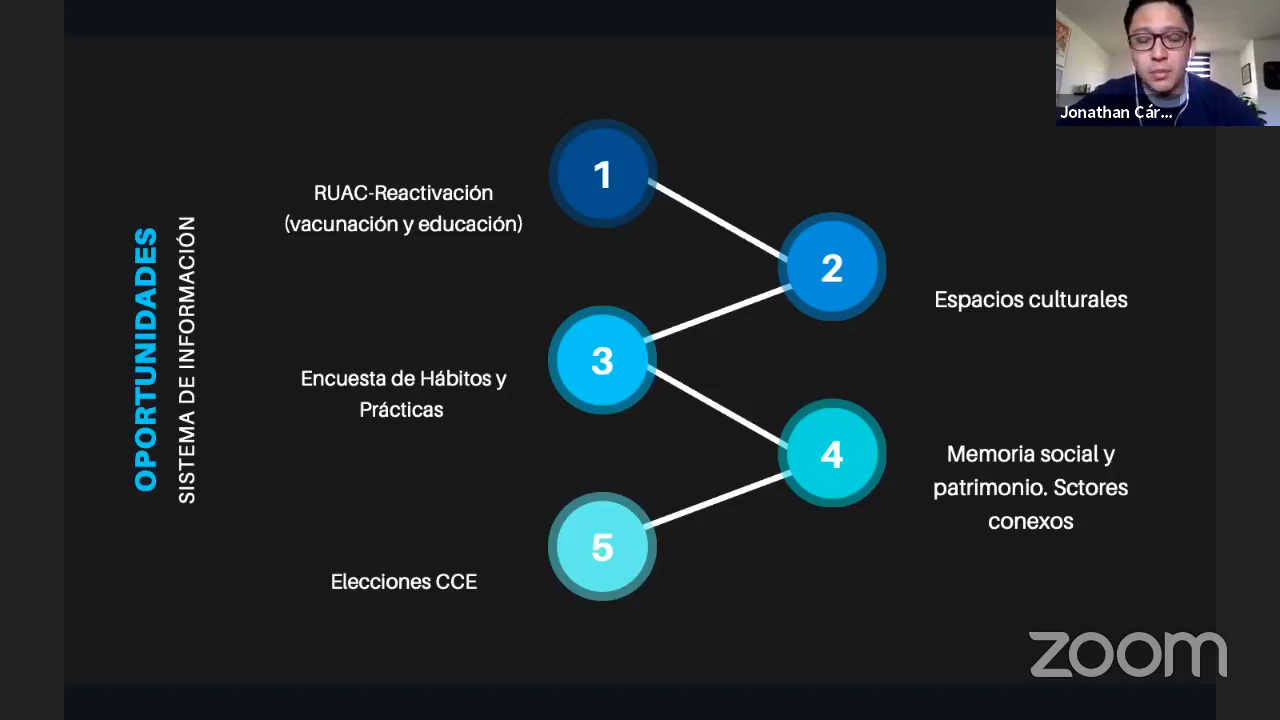 Jonathan Cár...
OPORTUNIDADES
SISTEMA DE INFORMACIÓN
1
RUAC-Reactivación
(vacunación y educación)
2
Espacios culturales
3
Encuesta de Hábitos y
Prácticas
4
Memoria social y
patrimonio. Sctores
conexos
5
Elecciones CCE
zoom